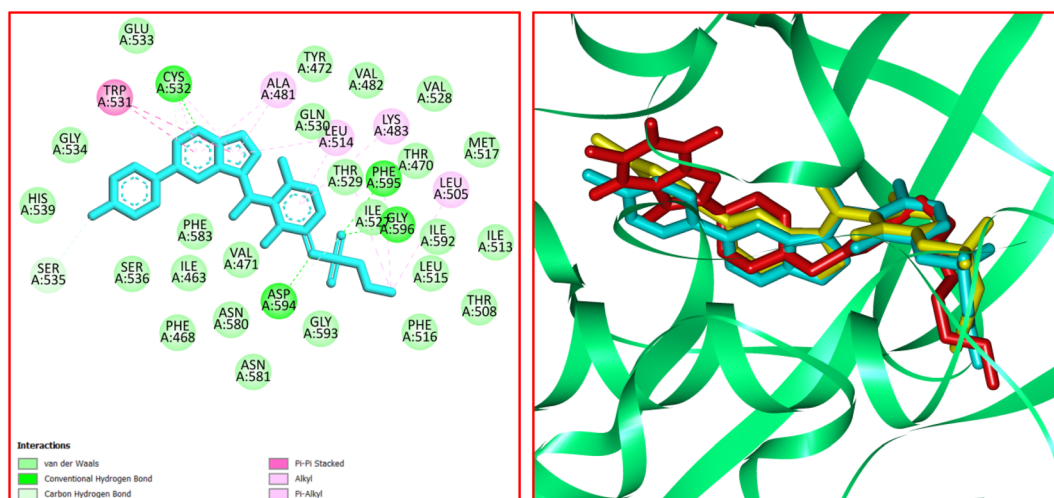 GLU
A:533
CYS
A:532
TRP
A:531
TYR
A:472
ALA
A:481
VAL
A:482
VAL
A:528
GLN
A:530
LEU
A:514
LYS
A:483
GLY
A:534
THR
A:529
PHE
A:595
THR
A:470
MET
A:517
LEU
A:505
HIS
A:539
ILE
A:527
GLY
A:596
ILE
A:592
ILE
A:513
PHE
A:583
VAL
A:471
SER
A:535
SER
A:536
ILE
A:463
LEU
A:515
ASP
A:594
THR
A:508
PHE
A:468
ASN
A:580
GLY
A:593
PHE
A:516
ASN
A:581
Interactions
van der Waals
Conventional Hydrogen Bond
Carbon Hydrogen Bond
Pi-Pi Stacked
Alkyl
Pi-Alkyl